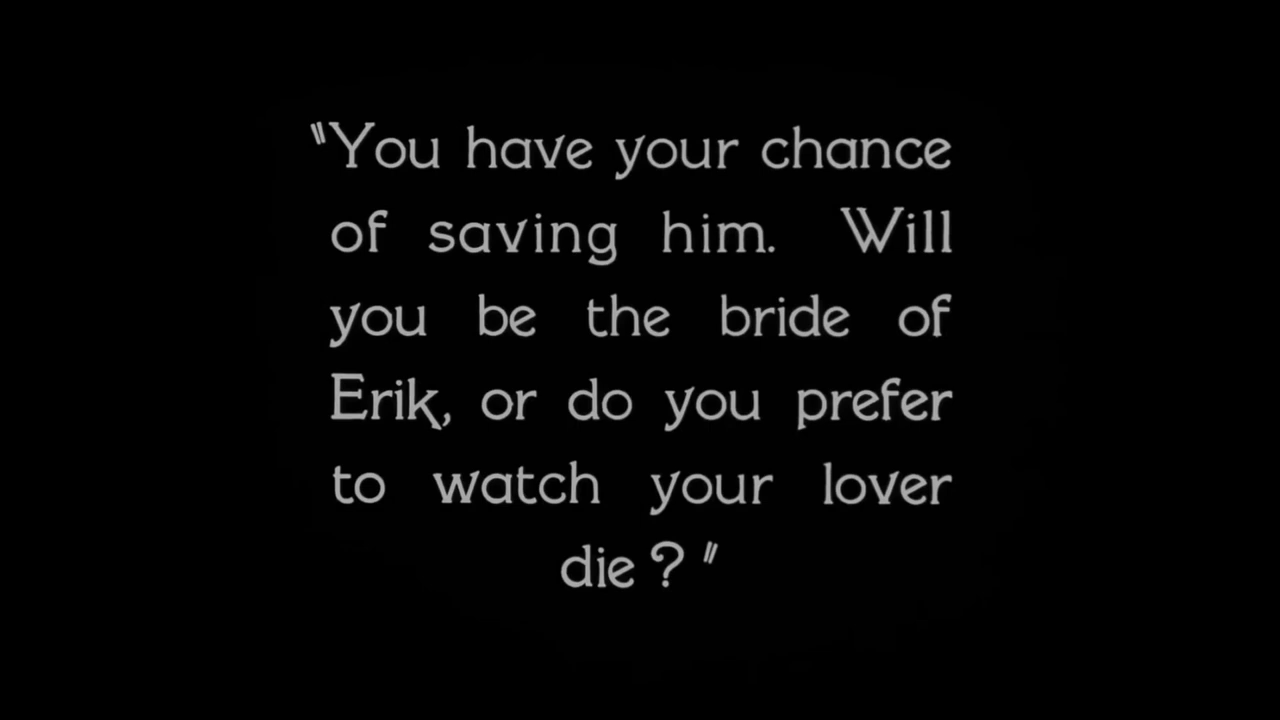 "You have your chance
of saving him. Will
you be the bride of
Erik, or do you prefer
to watch your lover
die?"